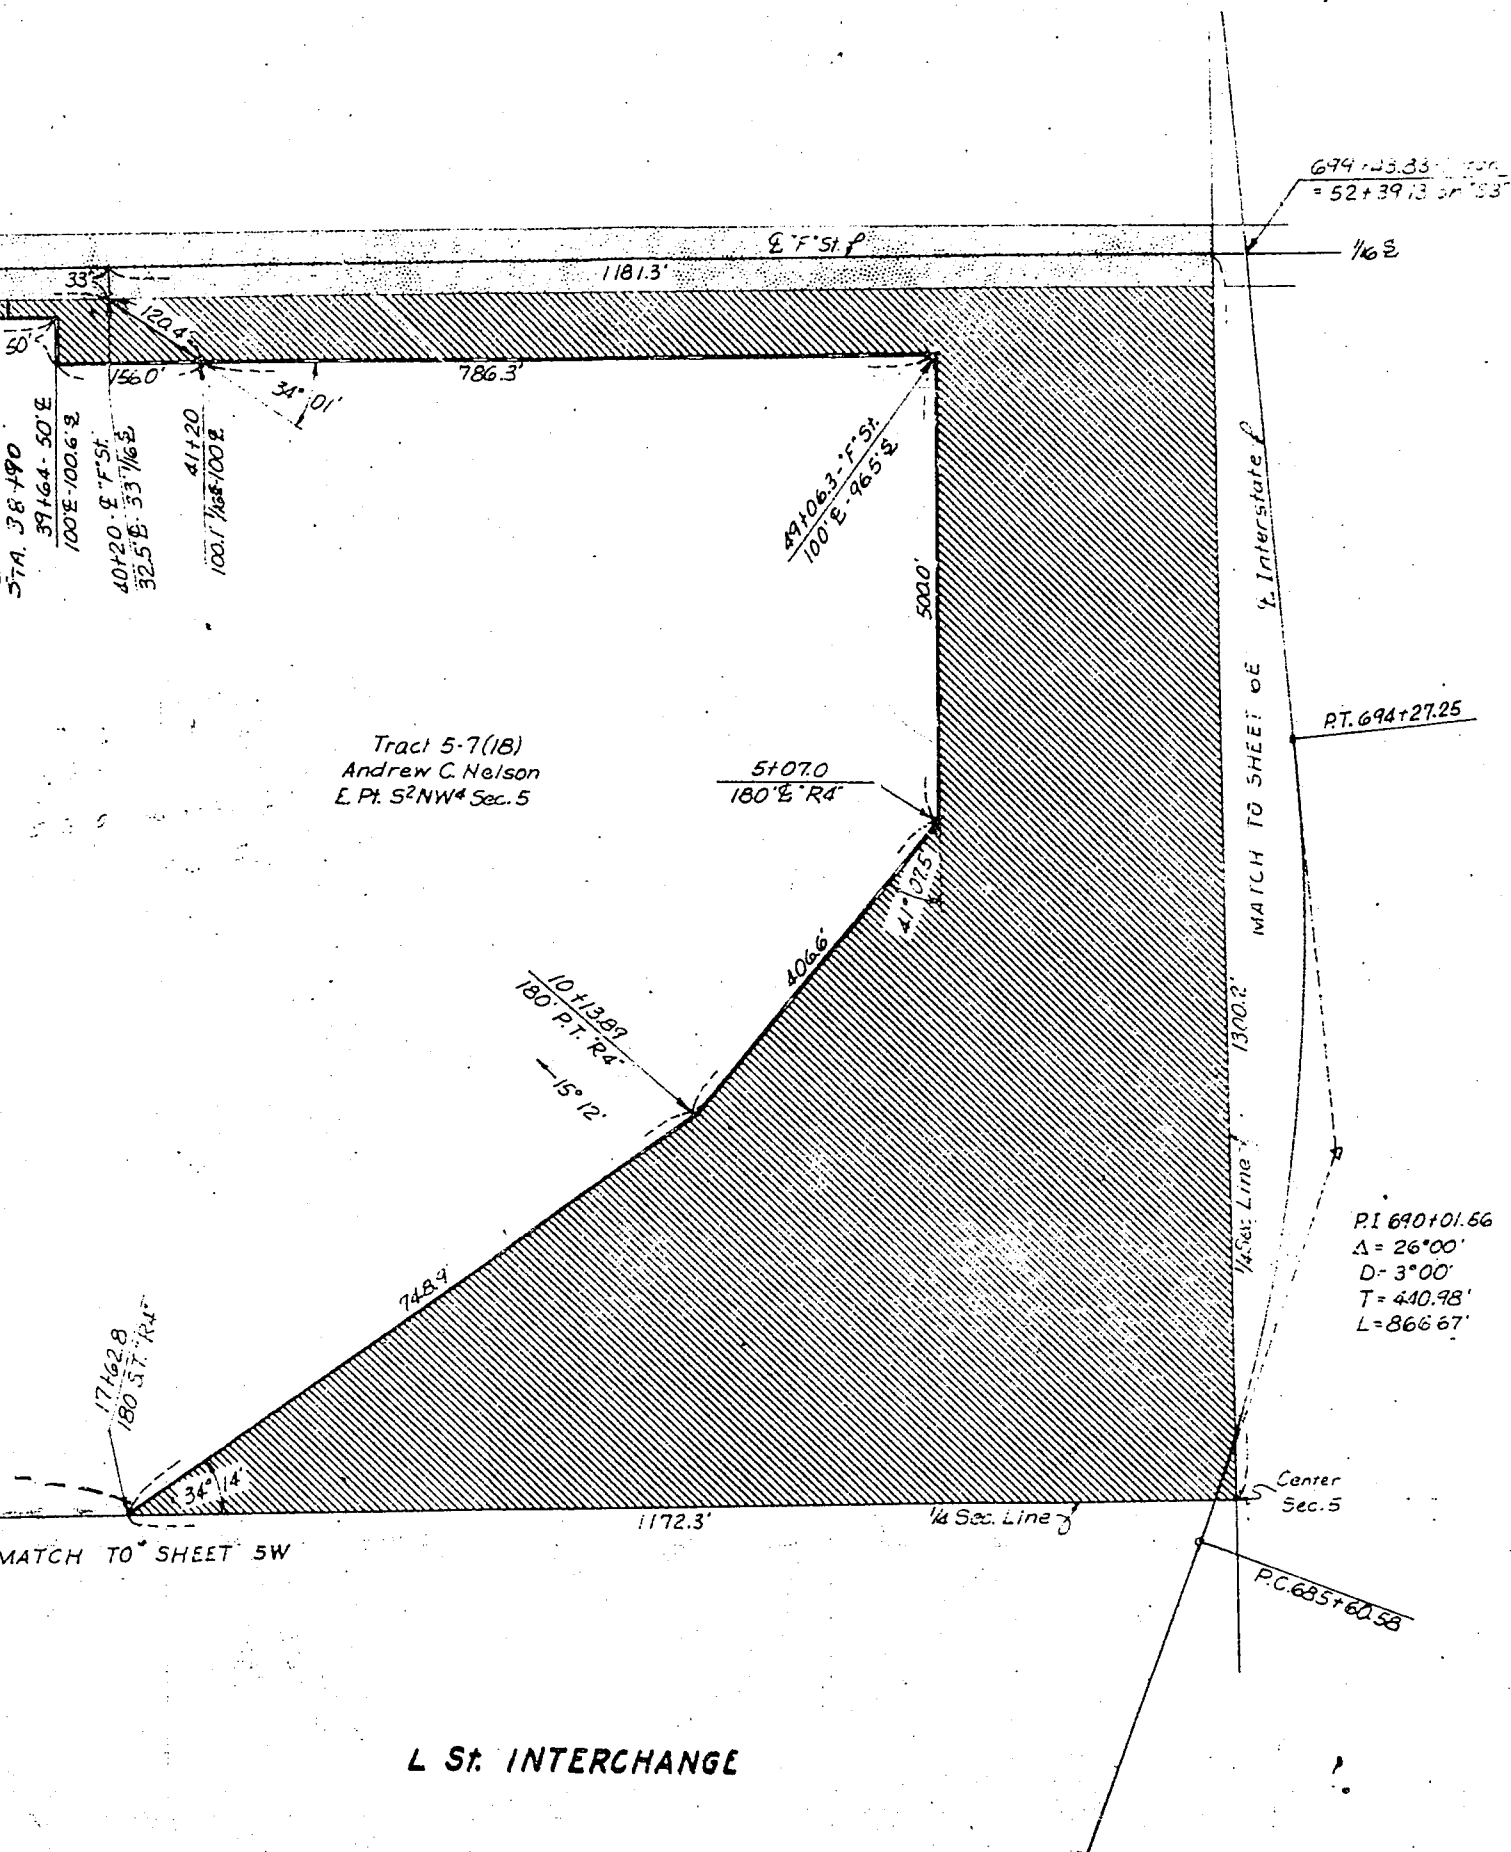 = 52+39.13 on "S3"
℄ "F" St.
1/16 ℄
33'
1181.3'
120.4'
50'
156.0'
786.3'
34° 01'
STA. 38+90
39+64 - 50' ℄
100' ℄ - 100.6' ℄
40+20 - ℄ "F" St.
32.5' ℄ - 33' 1/16 ℄
41+20
100.1' 1/16 ℄ - 100' ℄
49+06.3 - "F" St.
100' ℄ - 96.5' ℄
500.0'
℄ Interstate
MATCH TO SHEET 6E
P.T. 694+27.25
Tract 5-7(18)
Andrew C. Nelson
E. Pt. S2NW4 Sec. 5
5+07.0
180' ℄ "R4"
41° 07.5'
406.6'
10+13.89
180' P.T. "R4"
15° 12'
1300.2'
1/4 Sec. Line
P.I 690+01.56
Δ = 26°00'
D = 3°00'
T = 440.98'
L = 866.67'
748.9'
17+62.8
180 S.T. "R4"
34° 14'
1172.3'
1/4 Sec. Line
Center
Sec. 5
MATCH TO SHEET 5W
P.C. 685+60.58
L St. INTERCHANGE